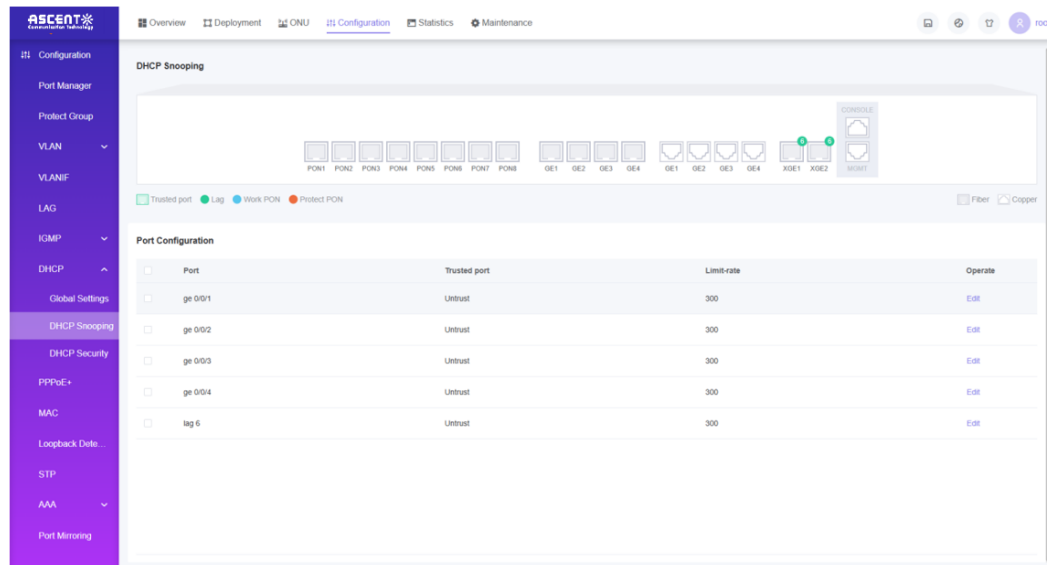 ASCENT
Communication Technology
Overview Deployment ONU Configuration Statistics Maintenance
Configuration
Port Manager
Protect Group
VLAN
VLANIF
LAG
IGMP
DHCP
Global Settings
DHCP Snooping
DHCP Security
PPPoE+
MAC
Loopback Dete...
STP
AAA
Port Mirroring
DHCP Snooping
CONSOLE
PON1 PON2 PON3 PON4 PON5 PON6 PON7 PON8 GE1 GE2 GE3 GE4 GE1 GE2 GE3 GE4 XGE1 XGE2 MGMT
Trusted port Lag Work PON Protect PON Fiber Copper
Port Configuration
Port Trusted port Limit-rate Operate
ge 0/0/1 Untrust 300 Edit
ge 0/0/2 Untrust 300 Edit
ge 0/0/3 Untrust 300 Edit
ge 0/0/4 Untrust 300 Edit
lag 6 Untrust 300 Edit